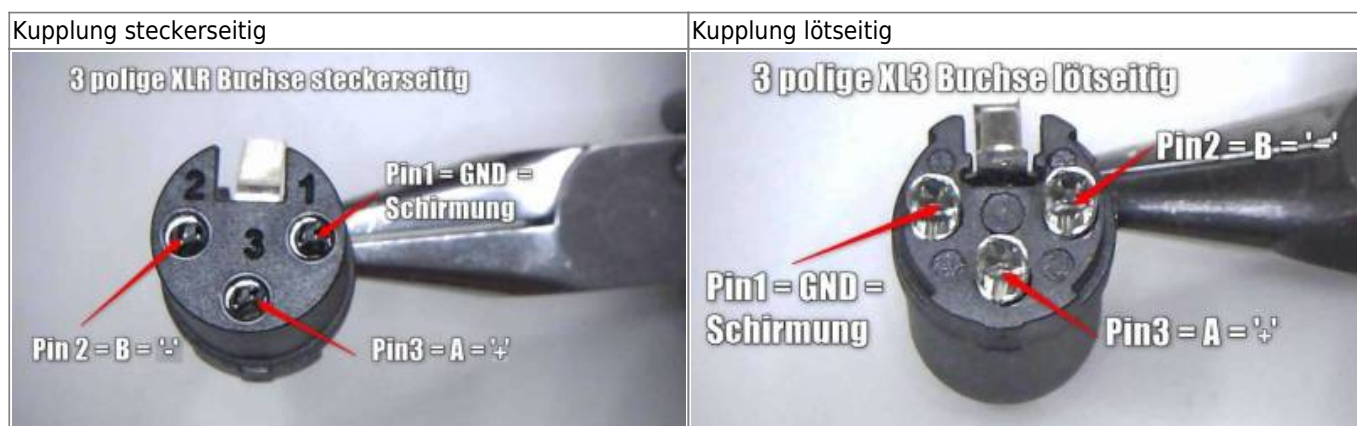 Kupplung steckerseitig
Kupplung lötseitig
3 polige XLR Buchse steckerseitig
2
1
3
Pin1 = GND =
Schirmung
Pin 2 = B = '-'
Pin3 = A = '+'
3 polige XL3 Buchse lötseitig
Pin2 = B = '-'
Pin1 = GND =
Schirmung
Pin3 = A = '+'